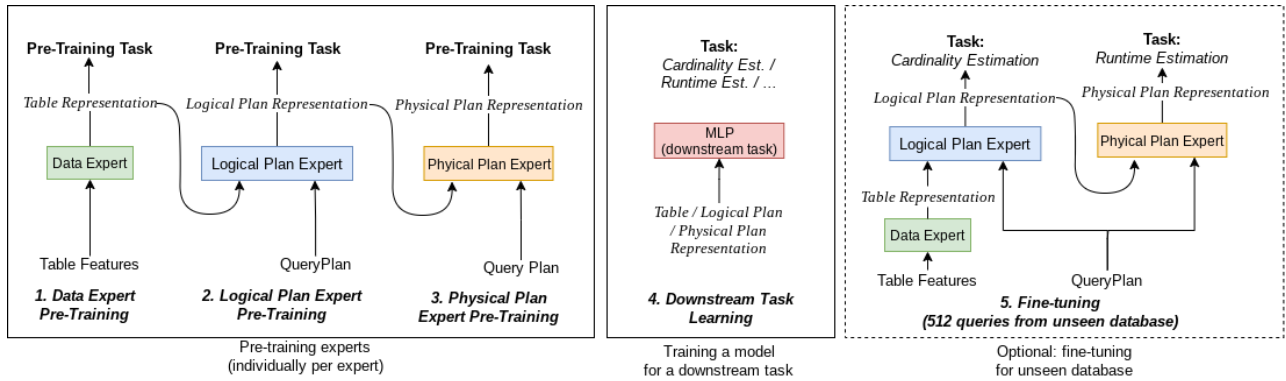 Pre-Training Task
Table Representation
Data Expert
Table Features
1. Data Expert
Pre-Training
Pre-Training Task
Logical Plan Representation
Logical Plan Expert
QueryPlan
2. Logical Plan Expert
Pre-Training
Pre-Training Task
Physical Plan Representation
Phyical Plan Expert
Query Plan
3. Physical Plan
Expert Pre-Training
Pre-training experts
(individually per expert)
Task:
Cardinality Est. /
Runtime Est. / ...
MLP
(downstream task)
Table / Logical Plan
/ Physical Plan
Representation
4. Downstream Task
Learning
Training a model
for a downstream task
Task:
Cardinality Estimation
Logical Plan Representation
Logical Plan Expert
Table Representation
Data Expert
Table Features
Task:
Runtime Estimation
Physical Plan Representation
Phyical Plan Expert
QueryPlan
5. Fine-tuning
(512 queries from unseen database)
Optional: fine-tuning
for unseen database